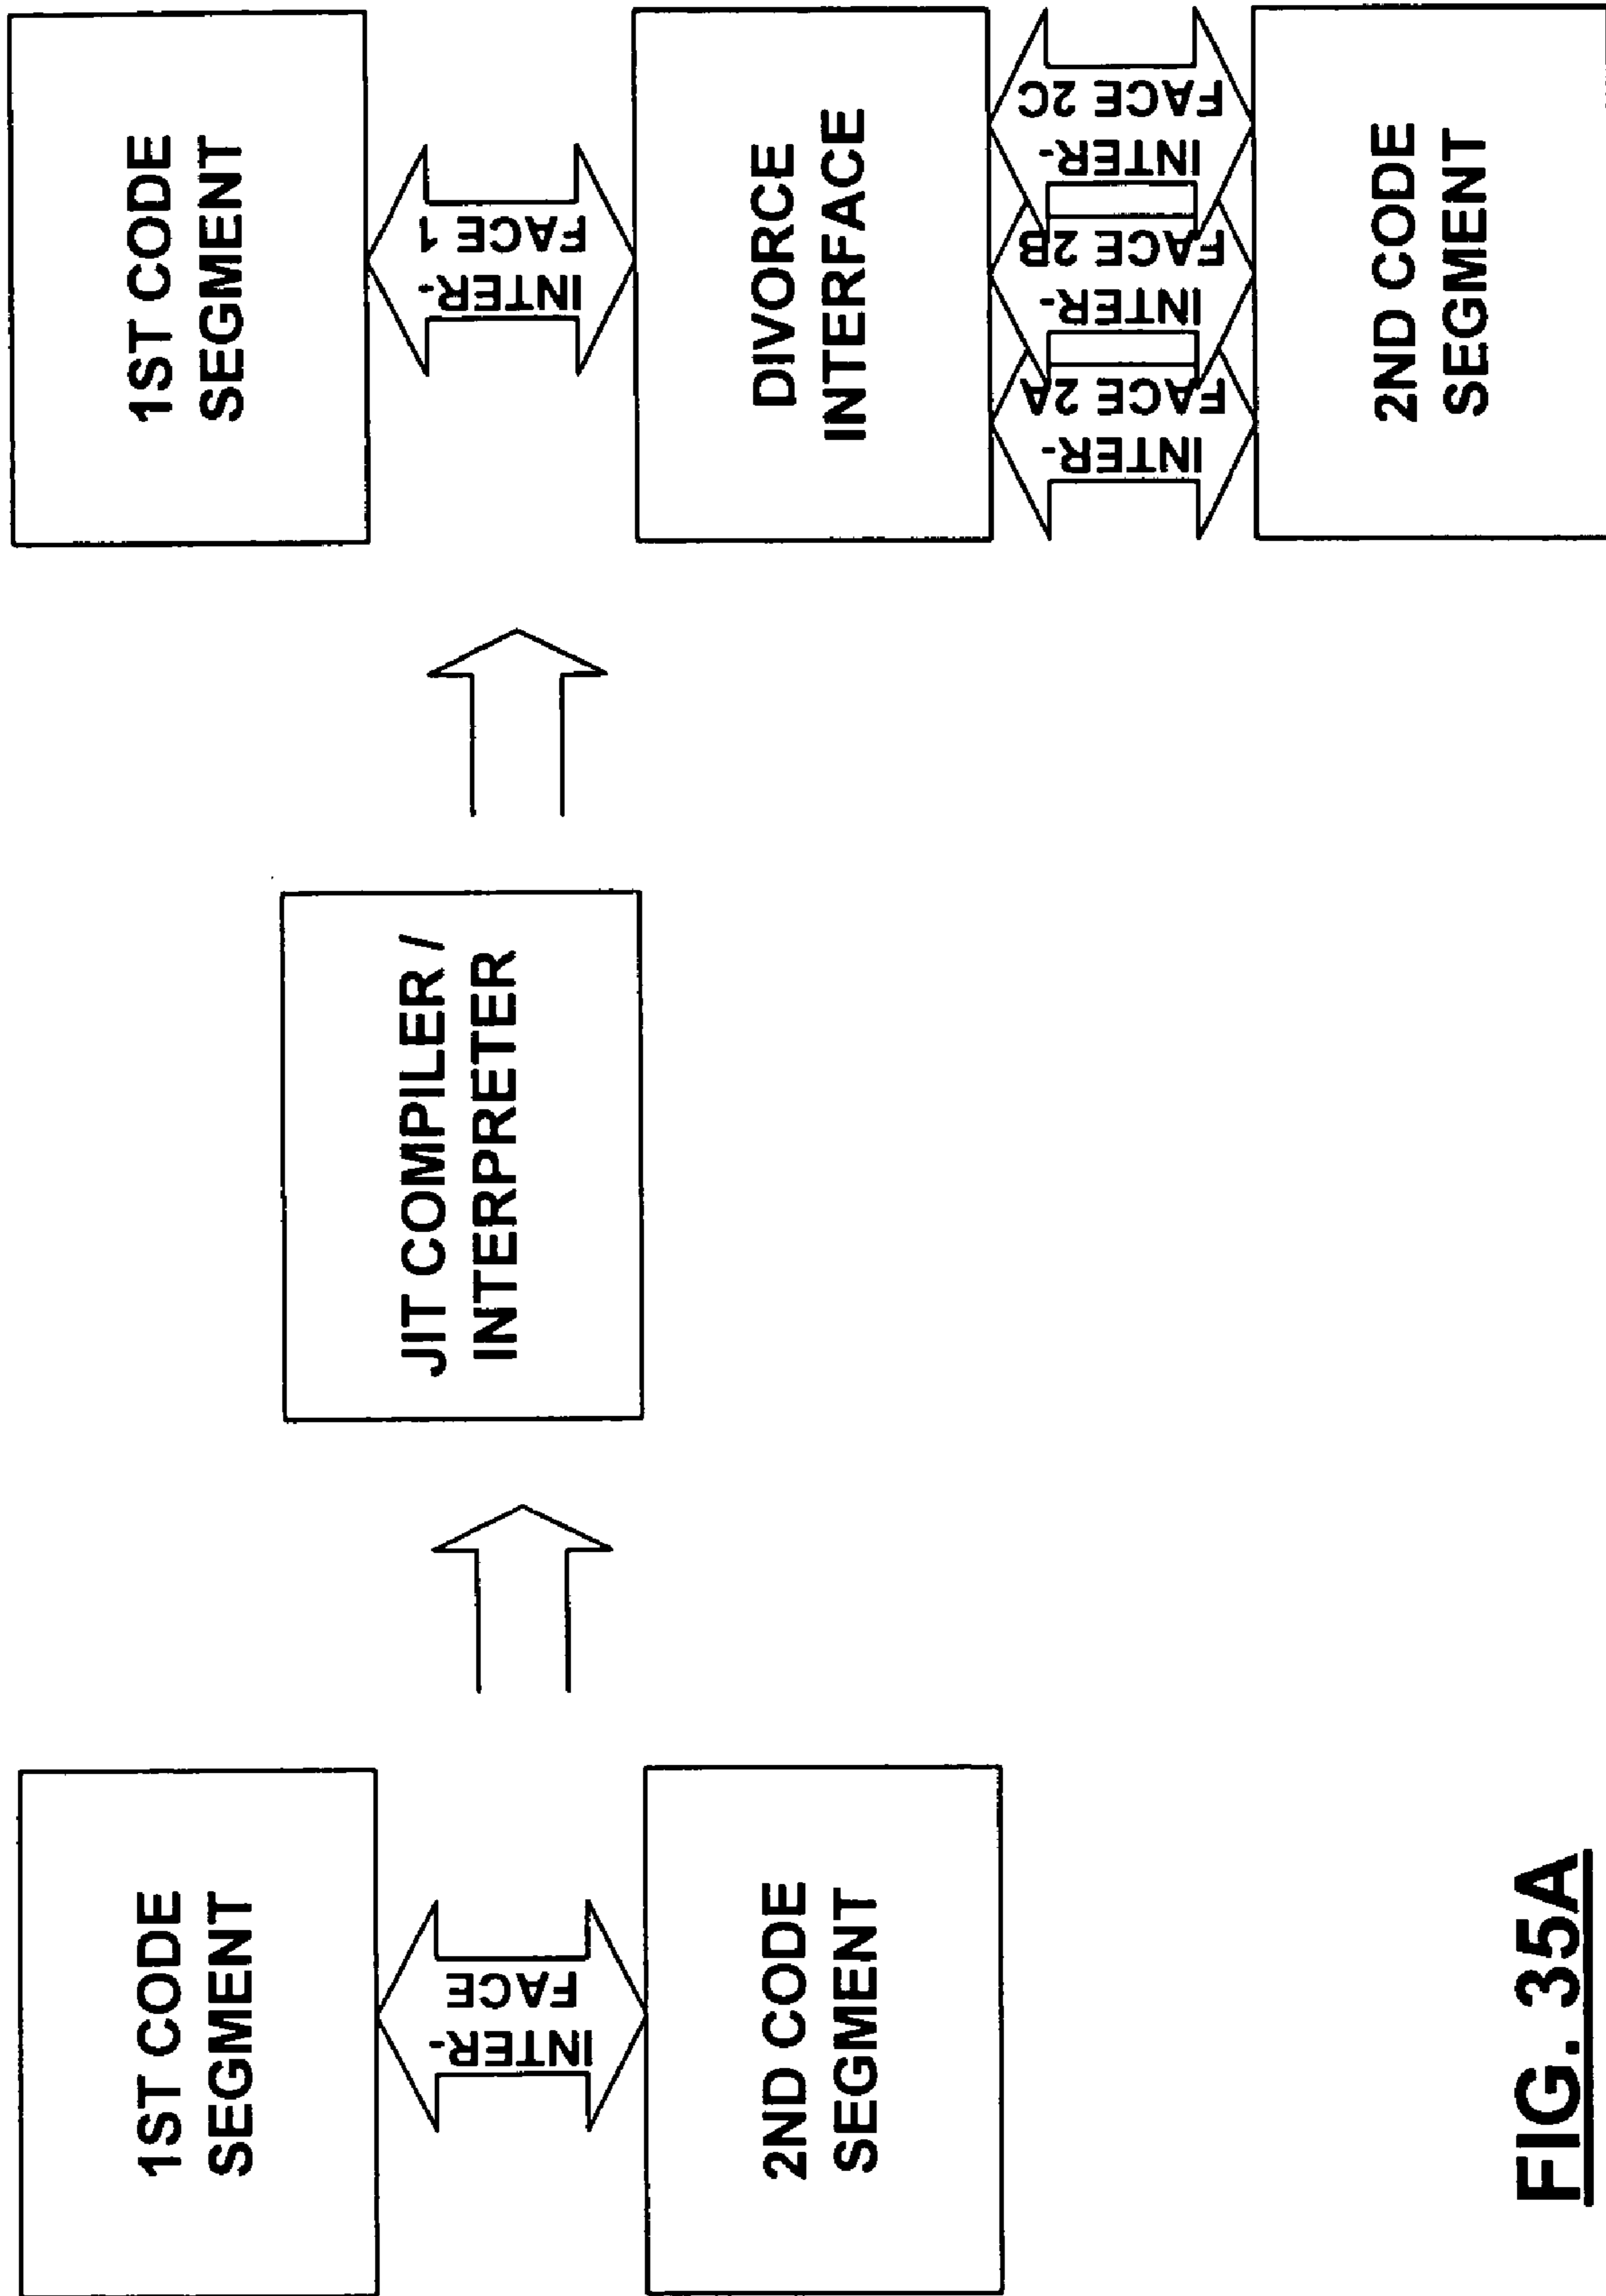 1ST CODE
SEGMENT
INTER-
FACE
2ND CODE
SEGMENT
JIT COMPILER /
INTERPRETER
1ST CODE
SEGMENT
INTER-
FACE 1
DIVORCE
INTERFACE
INTER-
FACE 2A
INTER-
FACE 2B
INTER-
FACE 2C
2ND CODE
SEGMENT
FIG. 35A